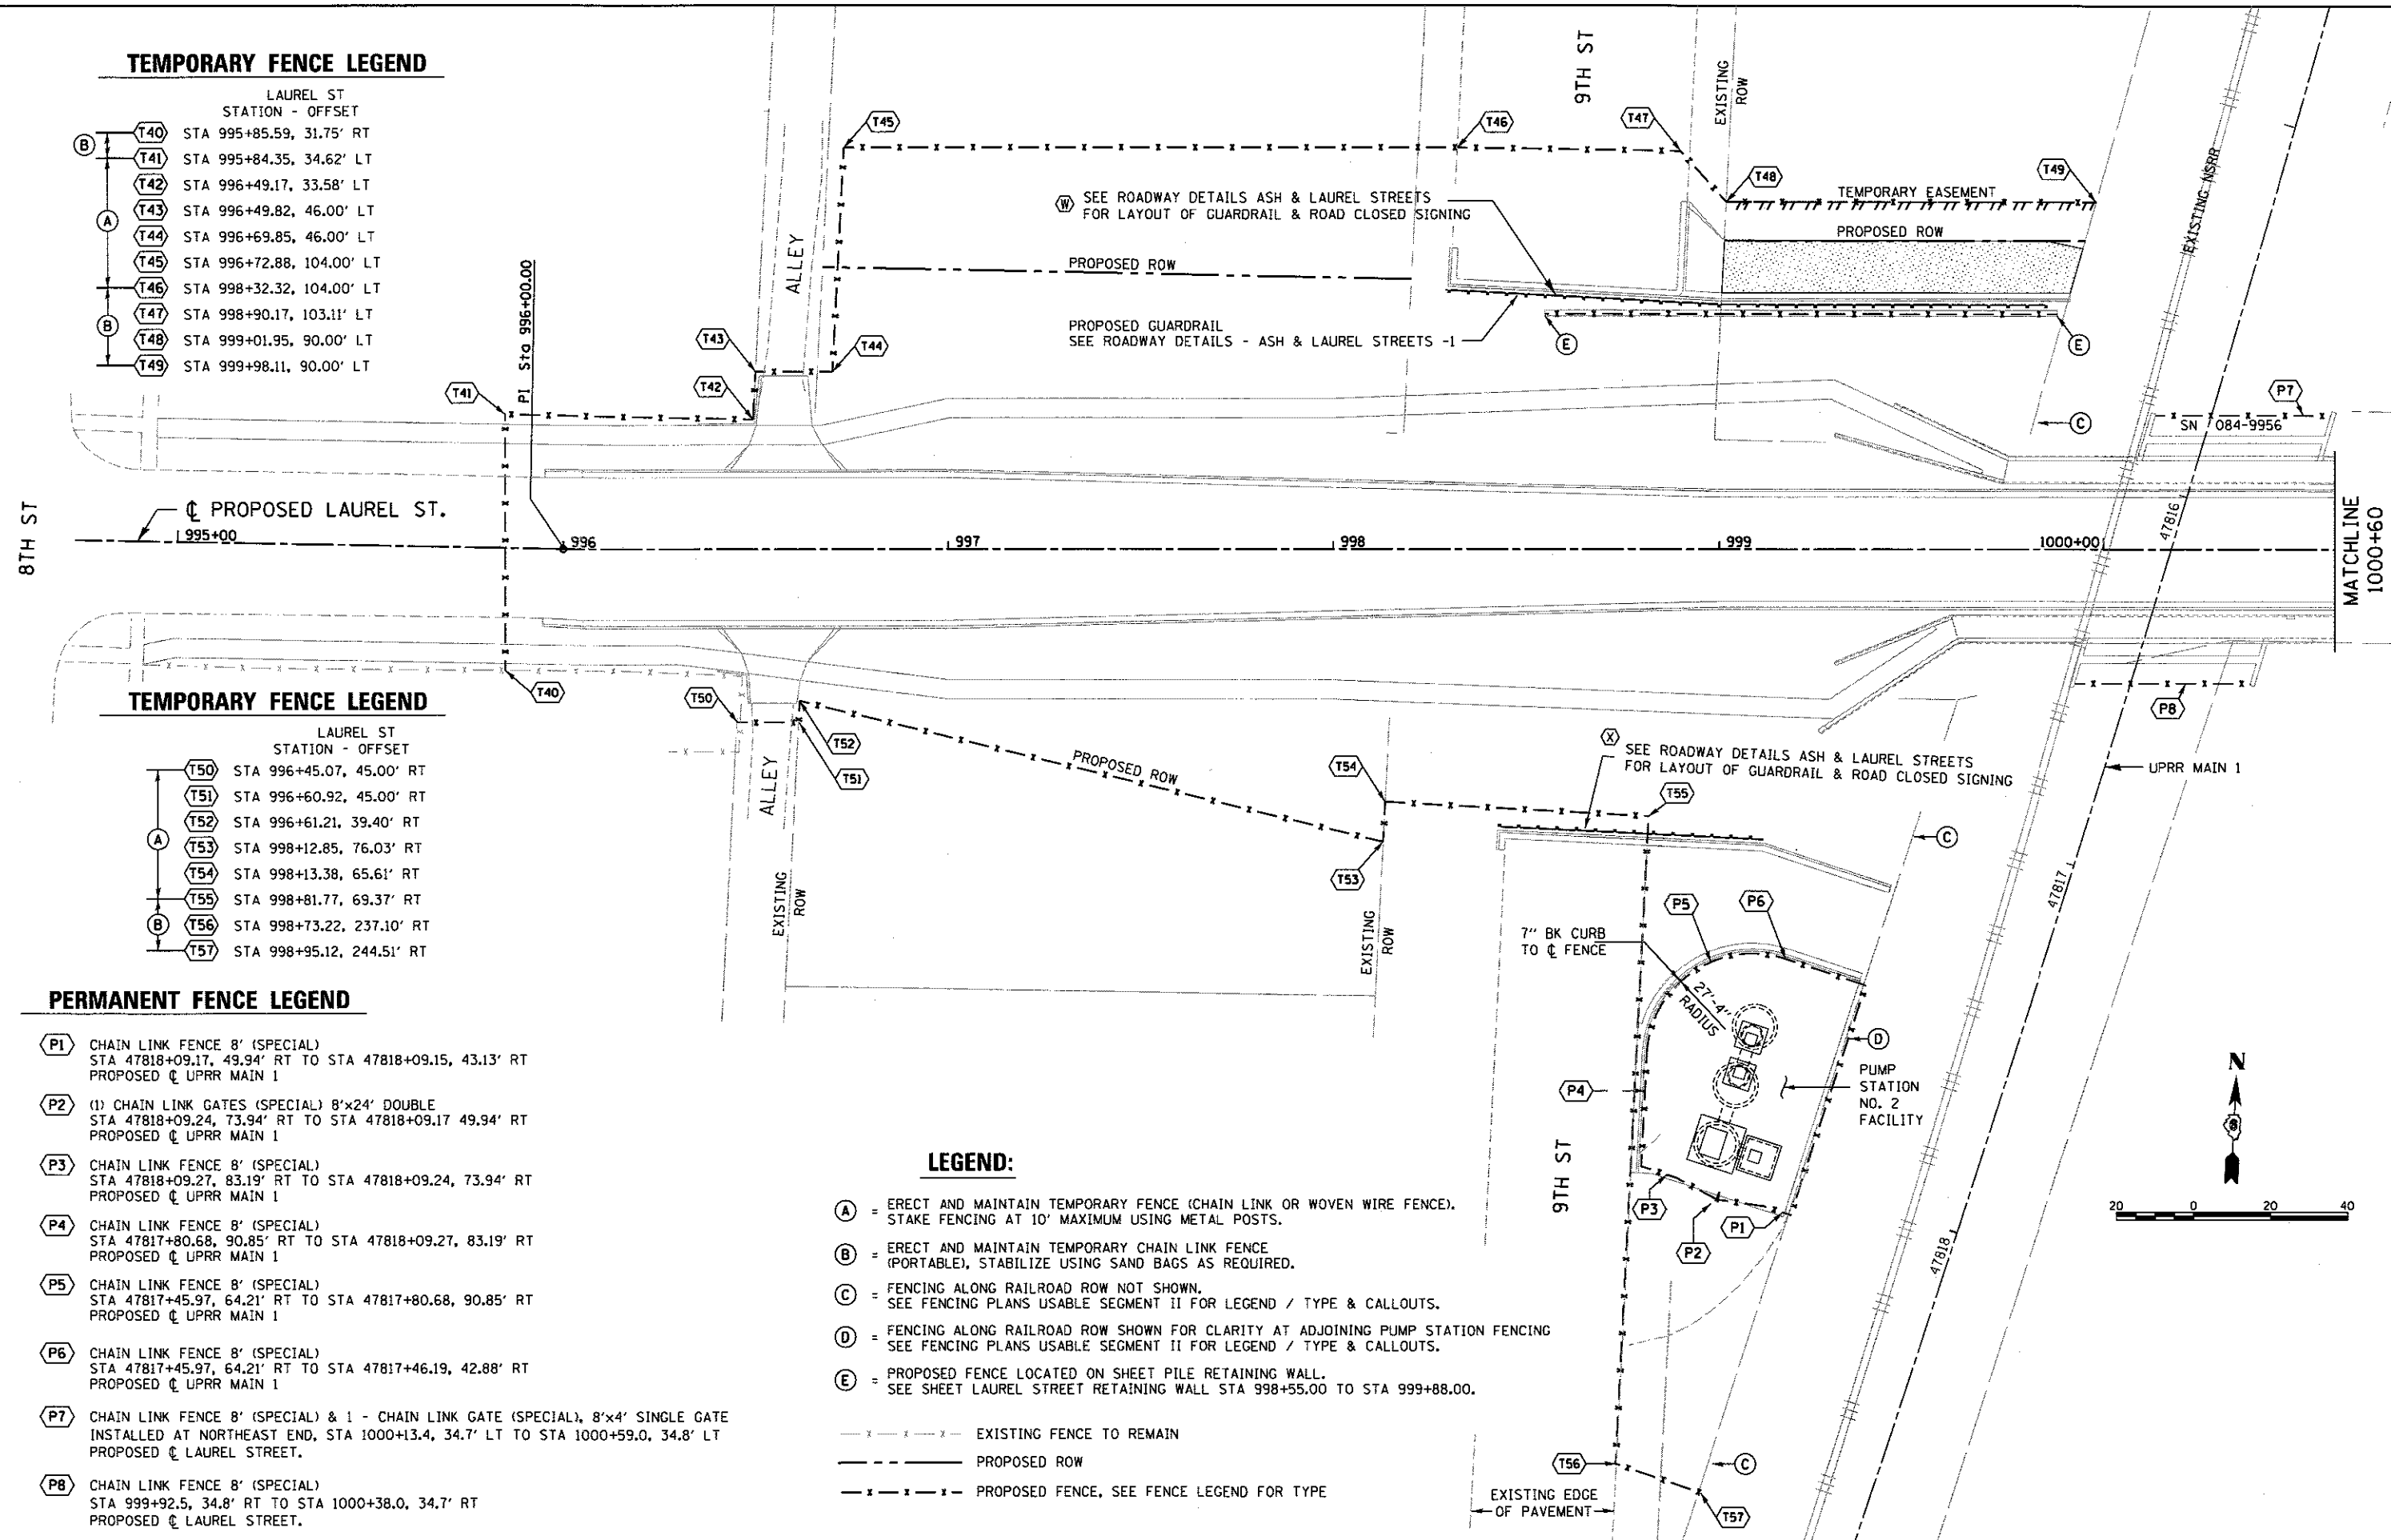 TEMPORARY FENCE LEGEND
LAUREL ST
STATION - OFFSET
B
A
B
T40 STA 995+85.59, 31.75' RT
T41 STA 995+84.35, 34.62' LT
T42 STA 996+49.17, 33.58' LT
T43 STA 996+49.82, 46.00' LT
T44 STA 996+69.85, 46.00' LT
T45 STA 996+72.88, 104.00' LT
T46 STA 998+32.32, 104.00' LT
T47 STA 998+90.17, 103.11' LT
T48 STA 999+01.95, 90.00' LT
T49 STA 999+98.11, 90.00' LT
T45
T46
9TH ST
T47
EXISTING
ROW
T48
T49
TEMPORARY EASEMENT
PROPOSED ROW
EXISTING NSRR
W SEE ROADWAY DETAILS ASH & LAUREL STREETS
FOR LAYOUT OF GUARDRAIL & ROAD CLOSED SIGNING
ALLEY
PROPOSED ROW
PROPOSED GUARDRAIL
SEE ROADWAY DETAILS - ASH & LAUREL STREETS -1
E
E
PI Sta 996+00.00
T43
T44
T41
T42
P7
C
SN 084-9956
8TH ST
℄ PROPOSED LAUREL ST.
995+00
996
997
998
999
1000+00
47816
MATCHLINE
1000+60
T40
T50
T52
T51
ALLEY
PROPOSED ROW
T54
T53
EXISTING
ROW
EXISTING
ROW
X SEE ROADWAY DETAILS ASH & LAUREL STREETS
FOR LAYOUT OF GUARDRAIL & ROAD CLOSED SIGNING
T55
P8
UPRR MAIN 1
C
47817
TEMPORARY FENCE LEGEND
LAUREL ST
STATION - OFFSET
A
B
T50 STA 996+45.07, 45.00' RT
T51 STA 996+60.92, 45.00' RT
T52 STA 996+61.21, 39.40' RT
T53 STA 998+12.85, 76.03' RT
T54 STA 998+13.38, 65.61' RT
T55 STA 998+81.77, 69.37' RT
T56 STA 998+73.22, 237.10' RT
T57 STA 998+95.12, 244.51' RT
P5
P6
7" BK CURB
TO ℄ FENCE
27'-4"
RADIUS
D
P4
PUMP
STATION
NO. 2
FACILITY
9TH ST
P3
P2
P1
47818
N
20 0 20 40
T56
C
T57
EXISTING EDGE
OF PAVEMENT
PERMANENT FENCE LEGEND
P1 CHAIN LINK FENCE 8' (SPECIAL)
STA 47818+09.17, 49.94' RT TO STA 47818+09.15, 43.13' RT
PROPOSED ℄ UPRR MAIN 1
P2 (1) CHAIN LINK GATES (SPECIAL) 8'x24' DOUBLE
STA 47818+09.24, 73.94' RT TO STA 47818+09.17 49.94' RT
PROPOSED ℄ UPRR MAIN 1
P3 CHAIN LINK FENCE 8' (SPECIAL)
STA 47818+09.27, 83.19' RT TO STA 47818+09.24, 73.94' RT
PROPOSED ℄ UPRR MAIN 1
P4 CHAIN LINK FENCE 8' (SPECIAL)
STA 47817+80.68, 90.85' RT TO STA 47818+09.27, 83.19' RT
PROPOSED ℄ UPRR MAIN 1
P5 CHAIN LINK FENCE 8' (SPECIAL)
STA 47817+45.97, 64.21' RT TO STA 47817+80.68, 90.85' RT
PROPOSED ℄ UPRR MAIN 1
P6 CHAIN LINK FENCE 8' (SPECIAL)
STA 47817+45.97, 64.21' RT TO STA 47817+46.19, 42.88' RT
PROPOSED ℄ UPRR MAIN 1
P7 CHAIN LINK FENCE 8' (SPECIAL) & 1 - CHAIN LINK GATE (SPECIAL), 8'x4' SINGLE GATE
INSTALLED AT NORTHEAST END, STA 1000+13.4, 34.7' LT TO STA 1000+59.0, 34.8' LT
PROPOSED ℄ LAUREL STREET.
P8 CHAIN LINK FENCE 8' (SPECIAL)
STA 999+92.5, 34.8' RT TO STA 1000+38.0, 34.7' RT
PROPOSED ℄ LAUREL STREET.
LEGEND:
A = ERECT AND MAINTAIN TEMPORARY FENCE (CHAIN LINK OR WOVEN WIRE FENCE).
STAKE FENCING AT 10' MAXIMUM USING METAL POSTS.
B = ERECT AND MAINTAIN TEMPORARY CHAIN LINK FENCE
(PORTABLE), STABILIZE USING SAND BAGS AS REQUIRED.
C = FENCING ALONG RAILROAD ROW NOT SHOWN.
SEE FENCING PLANS USABLE SEGMENT II FOR LEGEND / TYPE & CALLOUTS.
D = FENCING ALONG RAILROAD ROW SHOWN FOR CLARITY AT ADJOINING PUMP STATION FENCING
SEE FENCING PLANS USABLE SEGMENT II FOR LEGEND / TYPE & CALLOUTS.
E = PROPOSED FENCE LOCATED ON SHEET PILE RETAINING WALL.
SEE SHEET LAUREL STREET RETAINING WALL STA 998+55.00 TO STA 999+88.00.
EXISTING FENCE TO REMAIN
PROPOSED ROW
PROPOSED FENCE, SEE FENCE LEGEND FOR TYPE